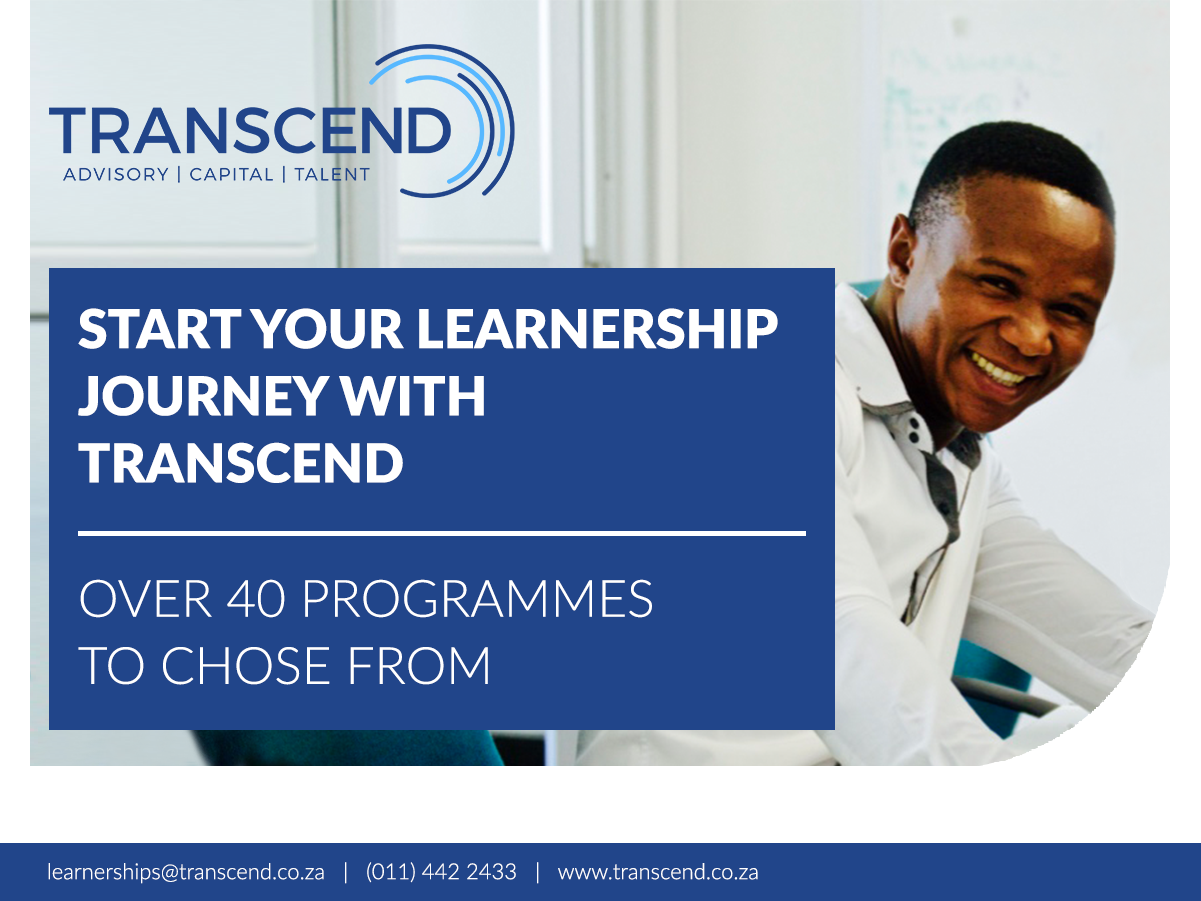 TRANSCEND
ADVISORY | CAPITAL | TALENT
START YOUR LEARNERSHIP
JOURNEY WITH
TRANSCEND
OVER 40 PROGRAMMES
TO CHOSE FROM
learnerships@transcend.co.za | (011) 442 2433 | www.transcend.co.za